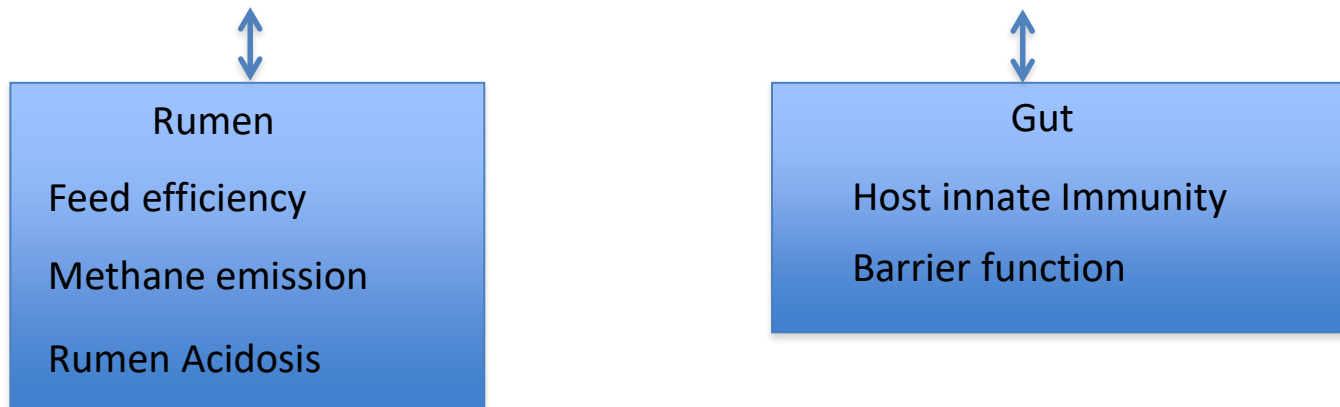 Rumen
Feed efficiency
Methane emission
Rumen Acidosis
Gut
Host innate Immunity
Barrier function